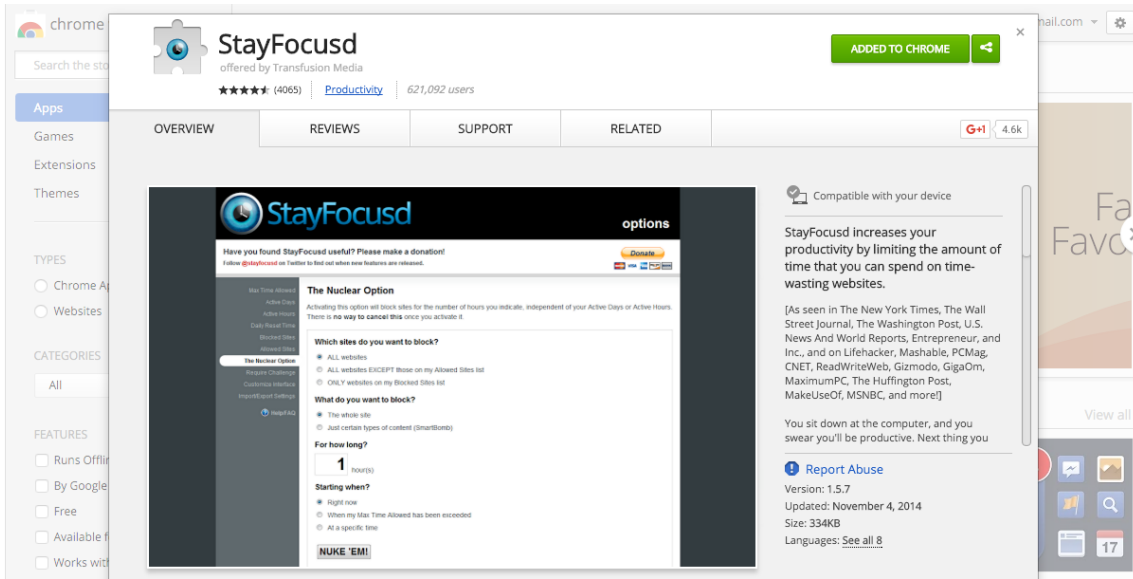 chrome
mail.com
Search the sto
Apps
Games
Extensions
Themes
TYPES
Chrome Ap
Websites
CATEGORIES
All
FEATURES
Runs Offlin
By Google
Free
Available f
Works with
StayFocusd
offered by Transfusion Media
(4065)
Productivity
621,092 users
ADDED TO CHROME
×
OVERVIEW
REVIEWS
SUPPORT
RELATED
G+1
4.6k
StayFocusd
options
Have you found StayFocusd useful? Please make a donation!
Follow @stayfocusd on Twitter to find out when new features are released.
Donate
VISA
Max Time Allowed
Active Days
Active Hours
Daily Reset Time
Blocked Sites
Allowed Sites
The Nuclear Option
Require Challenge
Customize Interface
Import/Export Settings
Help/FAQ
The Nuclear Option
Activating this option will block sites for the number of hours you indicate, independent of your Active Days or Active Hours.
There is no way to cancel this once you activate it.
Which sites do you want to block?
ALL websites
ALL websites EXCEPT those on my Allowed Sites list
ONLY websites on my Blocked Sites list
What do you want to block?
The whole site
Just certain types of content (SmartBomb)
For how long?
1 hour(s)
Starting when?
Right now
When my Max Time Allowed has been exceeded
At a specific time
NUKE 'EM!
Compatible with your device
StayFocusd increases your
productivity by limiting the amount of
time that you can spend on time-
wasting websites.
[As seen in The New York Times, The Wall
Street Journal, The Washington Post, U.S.
News And World Reports, Entrepreneur, and
Inc., and on Lifehacker, Mashable, PCMag,
CNET, ReadWriteWeb, Gizmodo, GigaOm,
MaximumPC, The Huffington Post,
MakeUseOf, MSNBC, and more!]
You sit down at the computer, and you
swear you'll be productive. Next thing you
Report Abuse
Version: 1.5.7
Updated: November 4, 2014
Size: 334KB
Languages: See all 8
Fa
Favo
View all
17